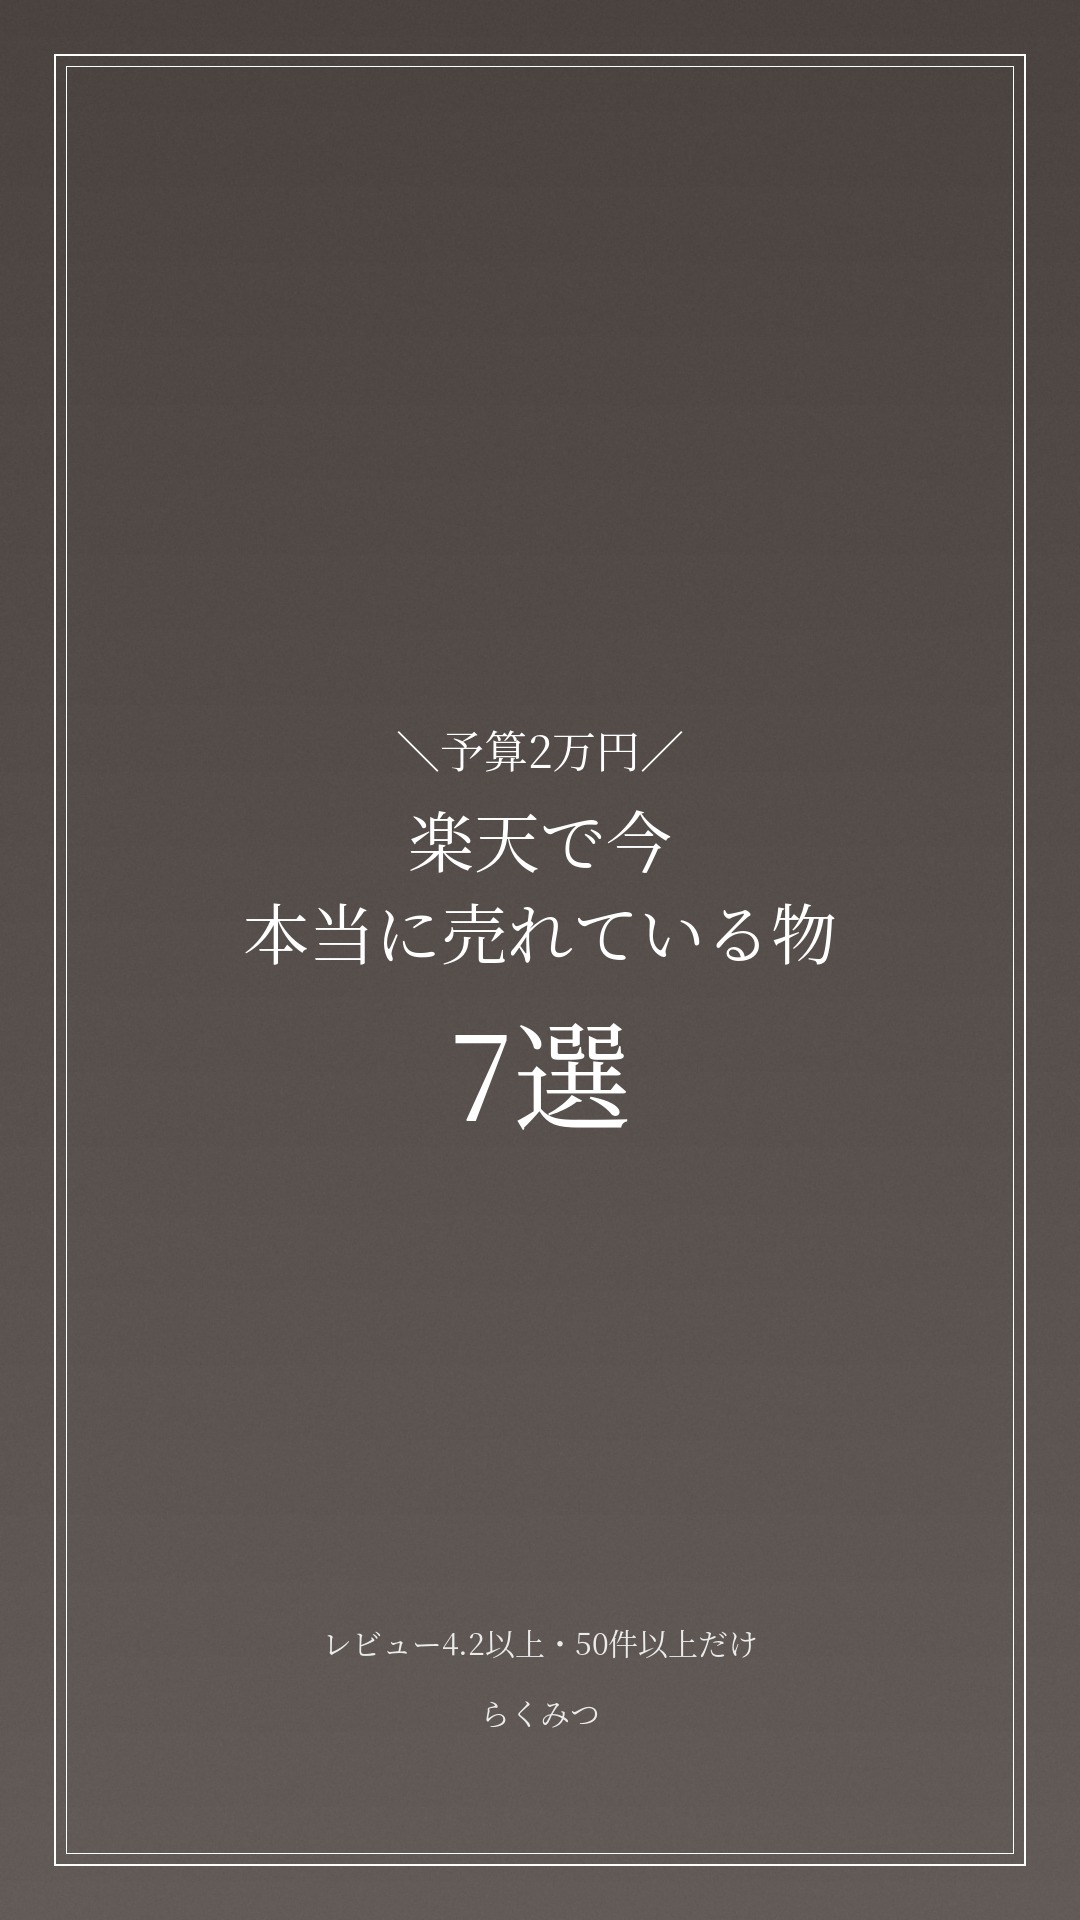 ＼予算2万円／
楽天で今
本当に売れている物
7選
レビュー4.2以上・50件以上だけ
らくみつ